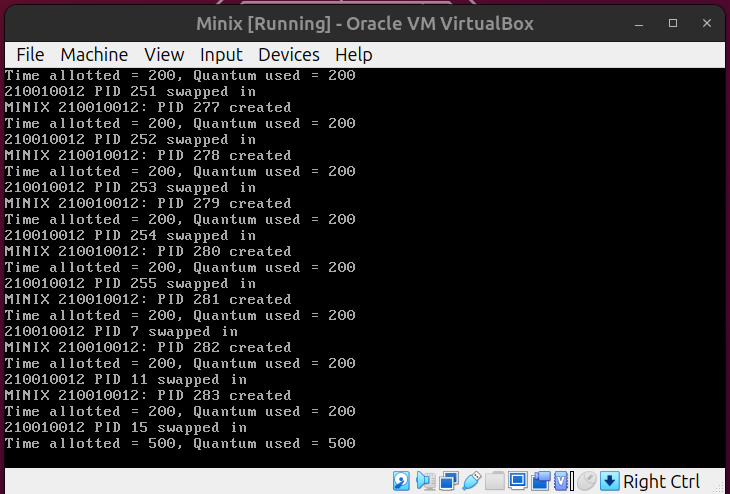 Minix [Running] - Oracle VM VirtualBox
File Machine View Input Devices Help
Time allotted = 200, Quantum used = 200
210010012 PID 251 swapped in
MINIX 210010012: PID 277 created
Time allotted = 200, Quantum used = 200
210010012 PID 252 swapped in
MINIX 210010012: PID 278 created
Time allotted = 200, Quantum used = 200
210010012 PID 253 swapped in
MINIX 210010012: PID 279 created
Time allotted = 200, Quantum used = 200
210010012 PID 254 swapped in
MINIX 210010012: PID 280 created
Time allotted = 200, Quantum used = 200
210010012 PID 255 swapped in
MINIX 210010012: PID 281 created
Time allotted = 200, Quantum used = 200
210010012 PID 7 swapped in
MINIX 210010012: PID 282 created
Time allotted = 200, Quantum used = 200
210010012 PID 11 swapped in
MINIX 210010012: PID 283 created
Time allotted = 200, Quantum used = 200
210010012 PID 15 swapped in
Time allotted = 500, Quantum used = 500
Right Ctrl